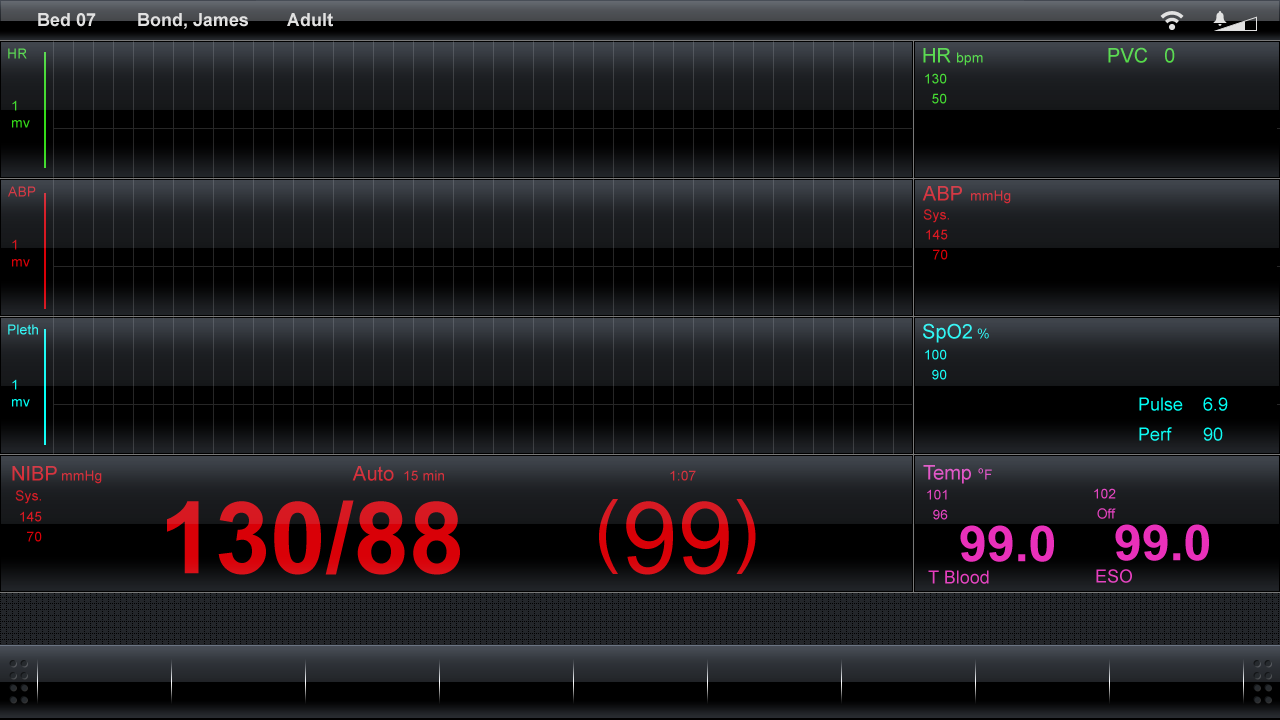 Bed 07 Bond, James Adult
HR
1
mv
HR bpm PVC 0
130
50
ABP
1
mv
ABP mmHg
Sys.
145
70
Pleth
1
mv
SpO2 %
100
90
Pulse 6.9
Perf 90
NIBP mmHg Auto 15 min 1:07
Sys.
145
70
130/88 (99)
Temp °F
101 102
96 Off
99.0 99.0
T Blood ESO